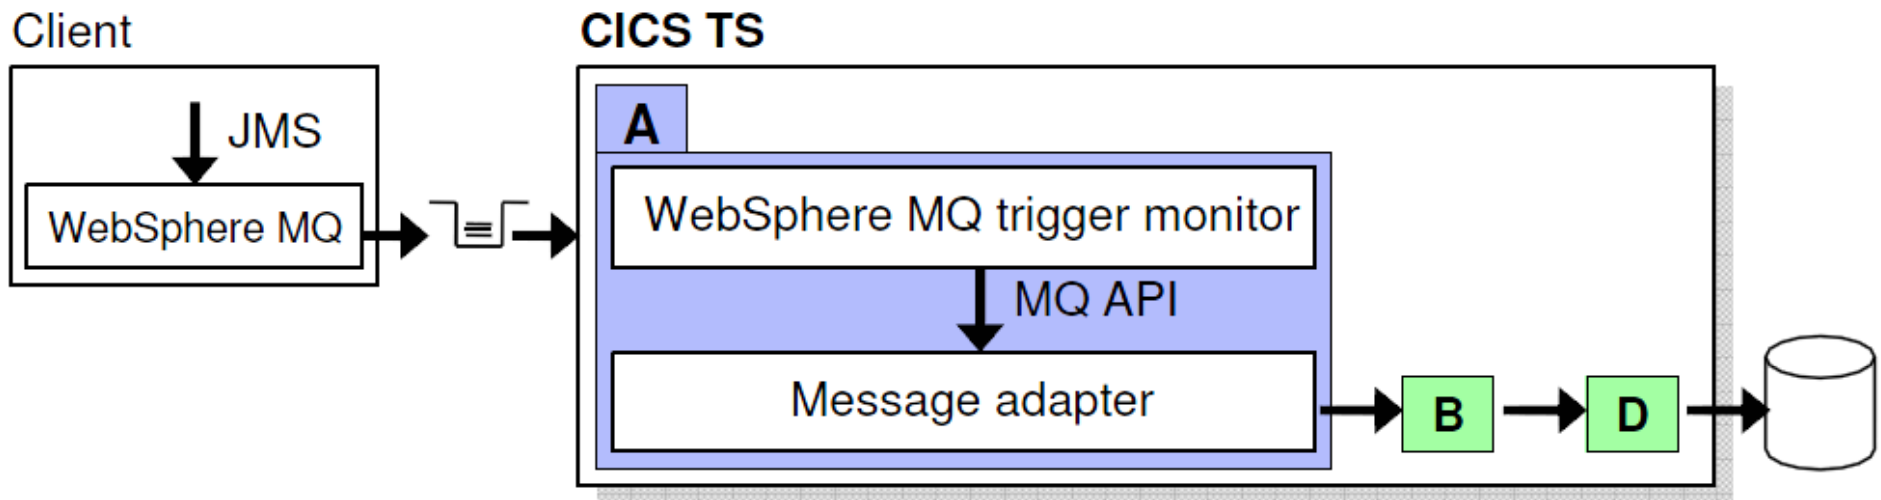 Client
CICS TS
JMS
WebSphere MQ
A
WebSphere MQ trigger monitor
MQ API
Message adapter
B
D